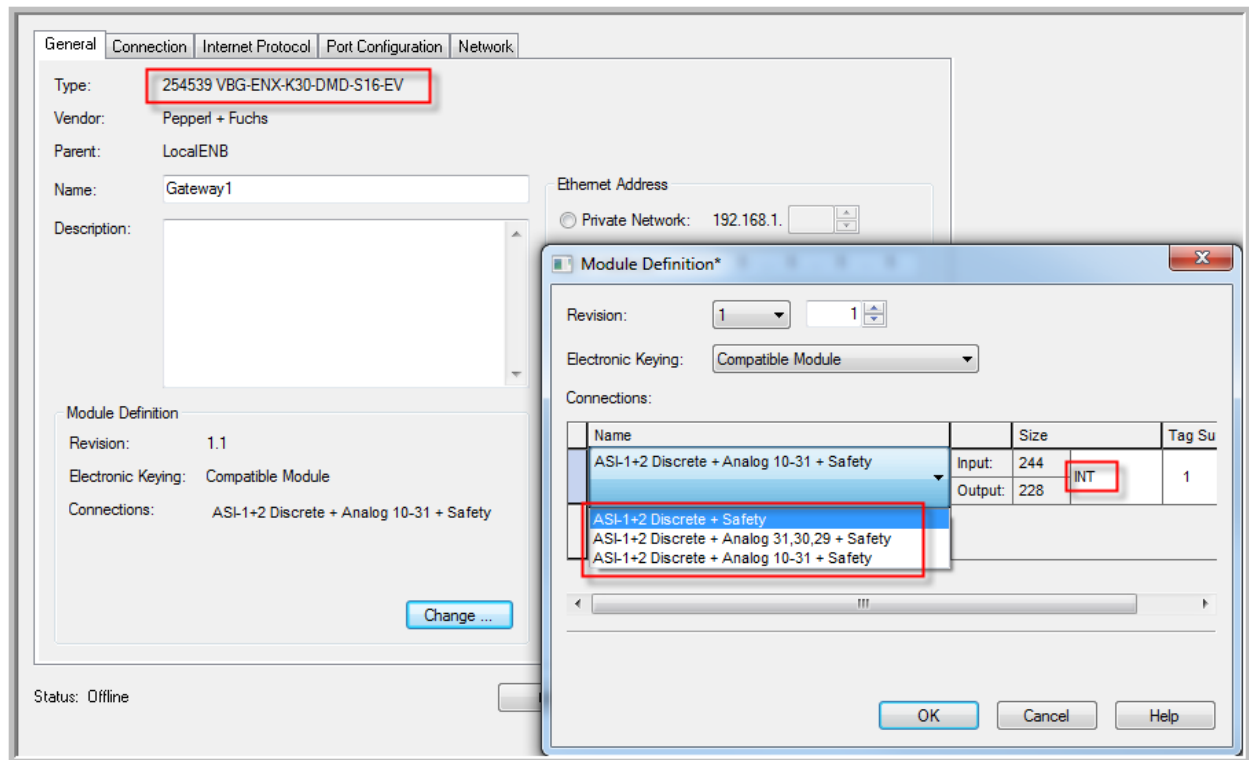 General Connection Internet Protocol Port Configuration Network
Type: 254539 VBG-ENX-K30-DMD-S16-EV
Vendor: Pepperl + Fuchs
Parent: LocalENB
Name: Gateway1
Description:
Ethernet Address
Private Network: 192.168.1.
Module Definition
Revision: 1.1
Electronic Keying: Compatible Module
Connections: ASI-1+2 Discrete + Analog 10-31 + Safety
Change ...
Status: Offline
Module Definition*
Revision: 1 1
Electronic Keying: Compatible Module
Connections:
Name Size Tag Su
ASI-1+2 Discrete + Analog 10-31 + Safety Input: 244 INT 1
Output: 228
ASI-1+2 Discrete + Safety
ASI-1+2 Discrete + Analog 31,30,29 + Safety
ASI-1+2 Discrete + Analog 10-31 + Safety
OK Cancel Help